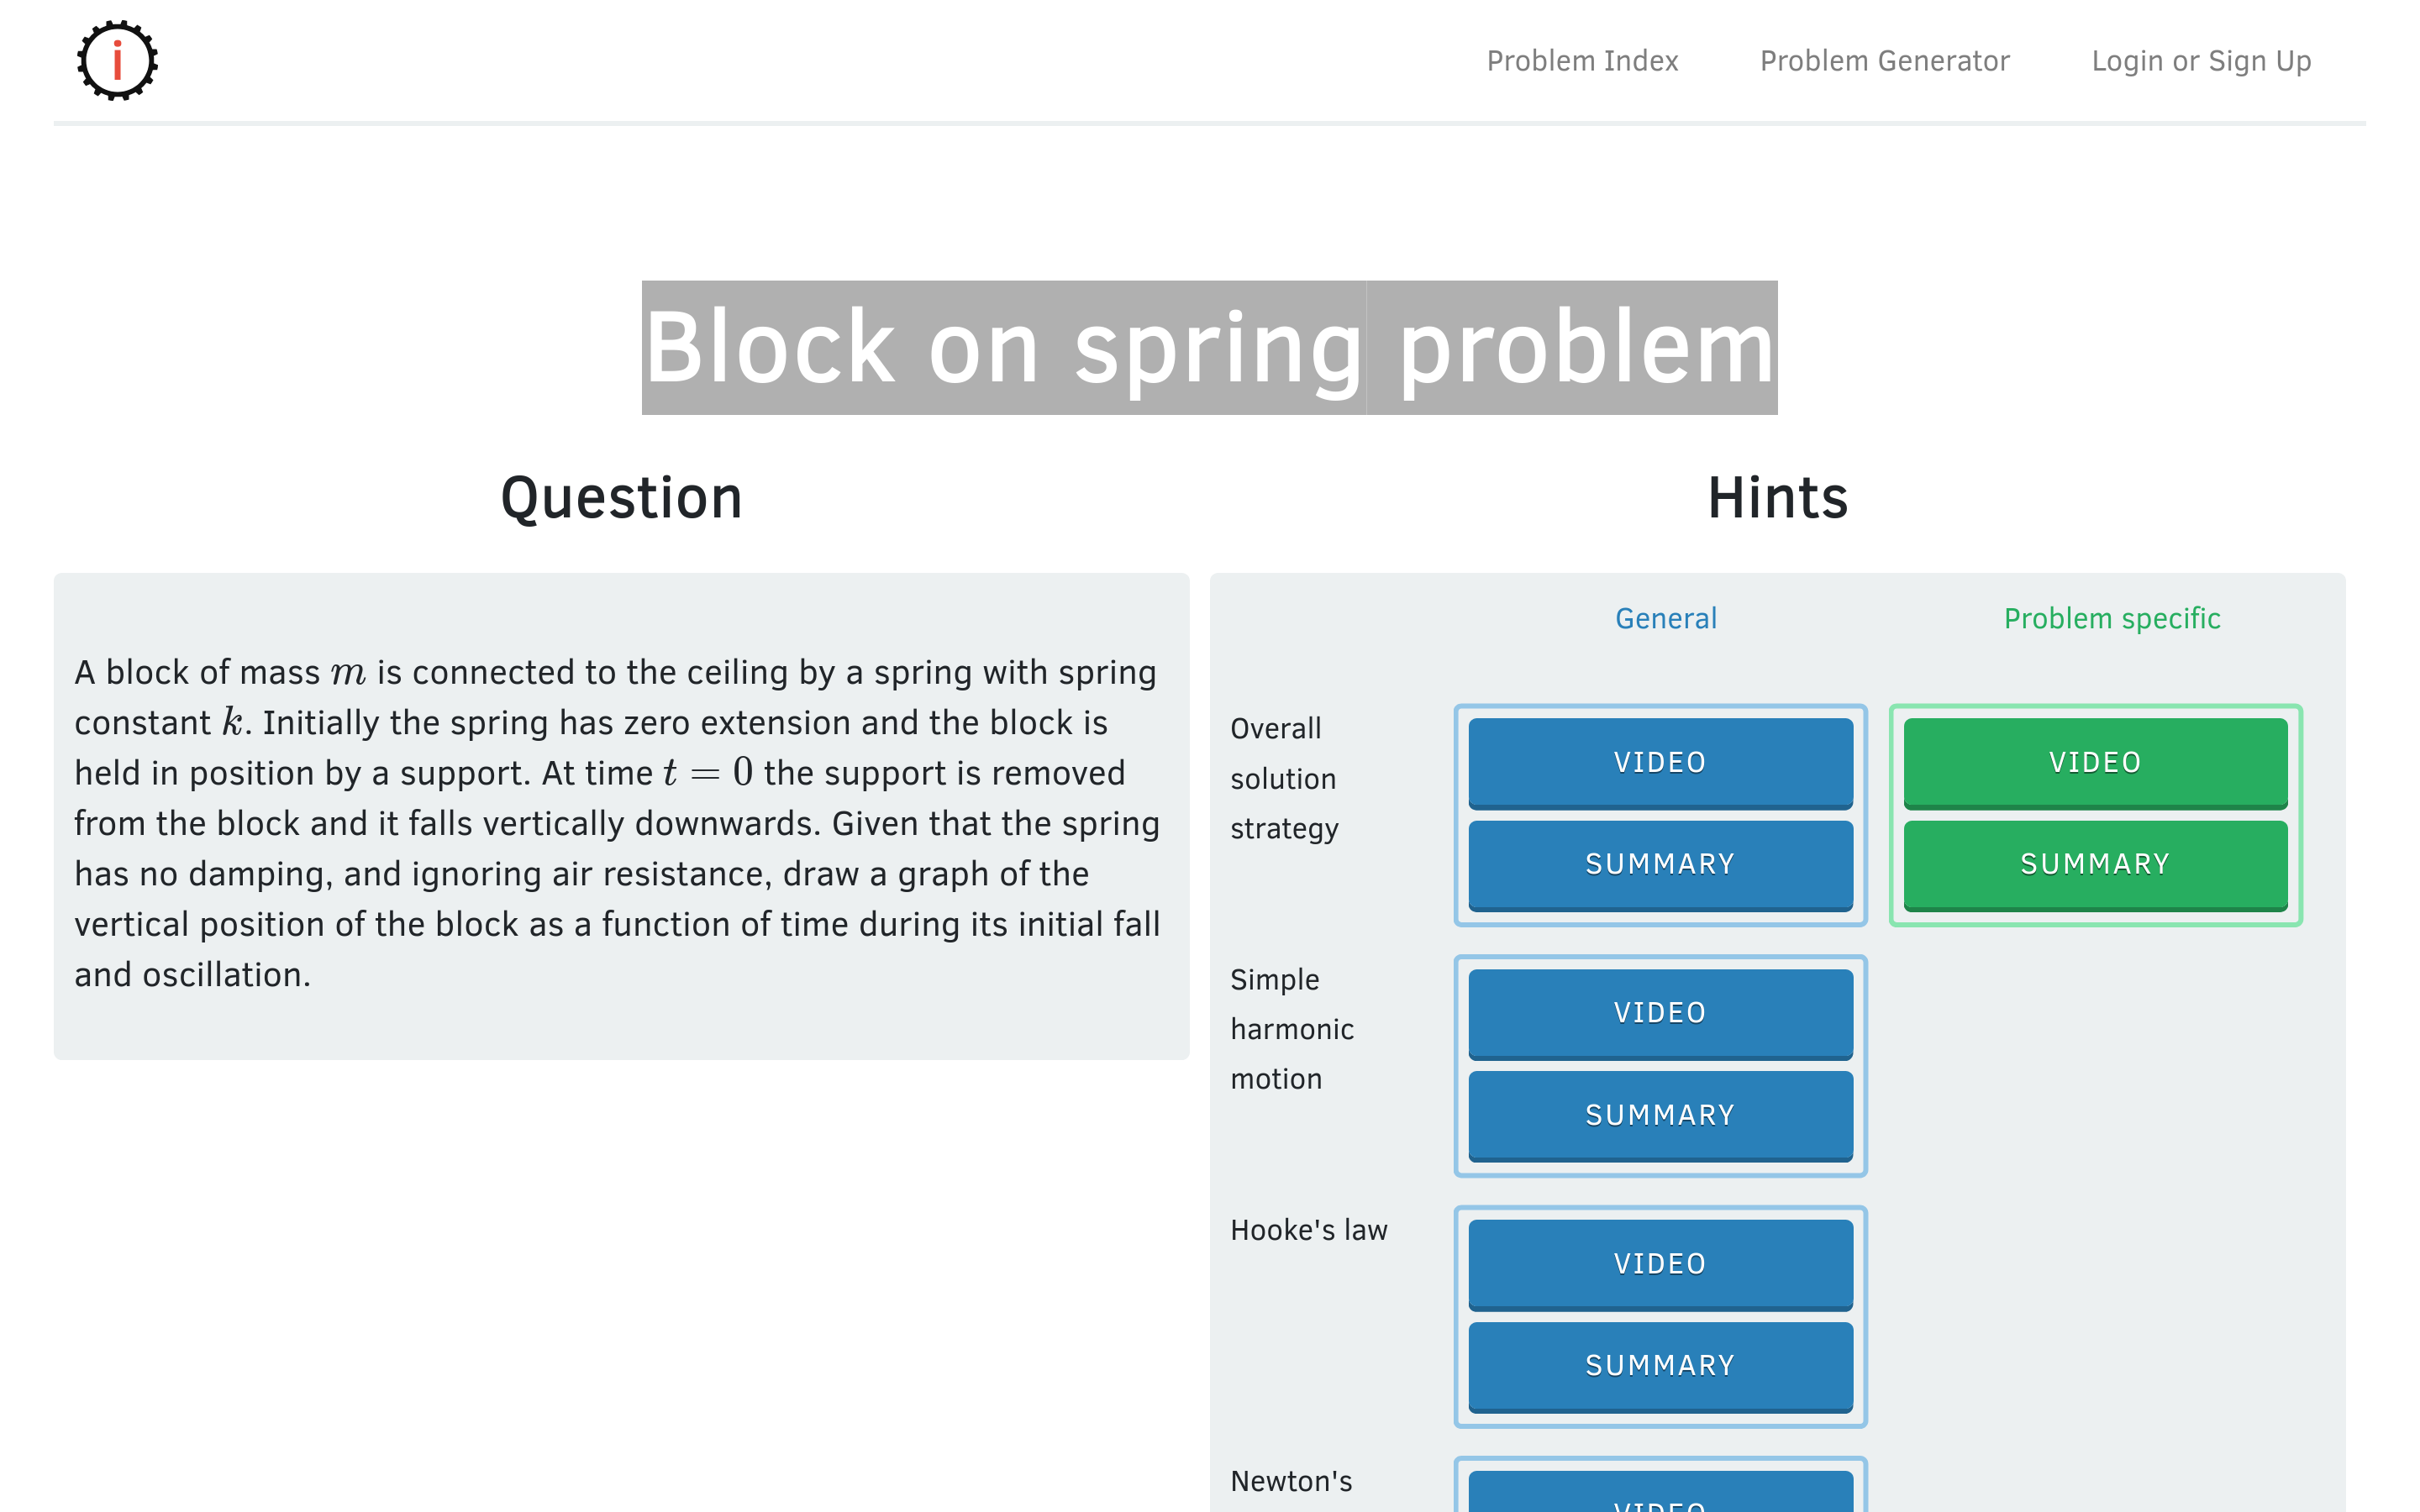 i
Problem Index
Problem Generator
Login or Sign Up
Block on spring problem
Question
A block of mass m is connected to the ceiling by a spring with spring
constant k. Initially the spring has zero extension and the block is
held in position by a support. At time t = 0 the support is removed
from the block and it falls vertically downwards. Given that the spring
has no damping, and ignoring air resistance, draw a graph of the
vertical position of the block as a function of time during its initial fall
and oscillation.
Hints
General
Problem specific
Overall
solution
strategy
VIDEO
SUMMARY
VIDEO
SUMMARY
Simple
harmonic
motion
VIDEO
SUMMARY
Hooke's law
VIDEO
SUMMARY
Newton's
VIDEO